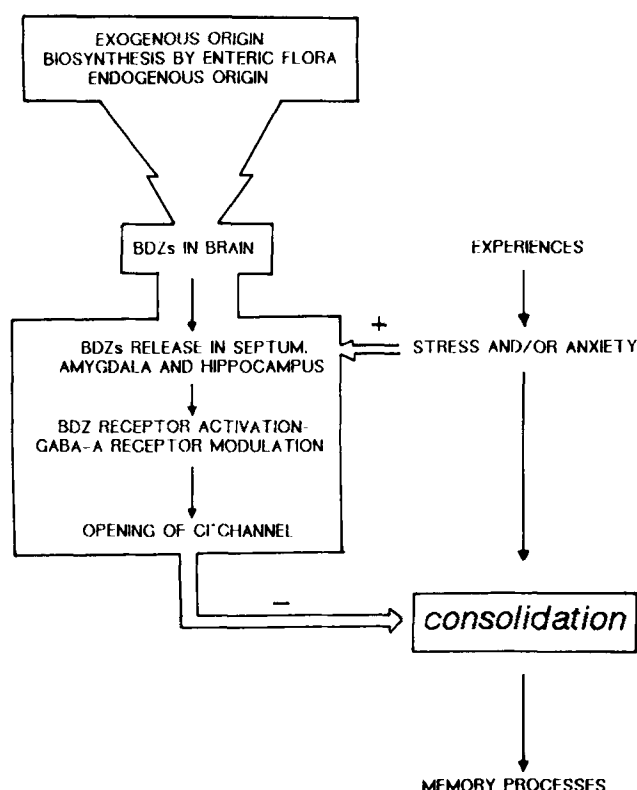 EXOGENOUS ORIGIN
BIOSYNTHESIS BY ENTERIC FLORA
ENDOGENOUS ORIGIN
BDZs IN BRAIN
EXPERIENCES
+
BDZs RELEASE IN SEPTUM,
AMYGDALA AND HIPPOCAMPUS
STRESS AND/OR ANXIETY
BDZ RECEPTOR ACTIVATION-
GABA-A RECEPTOR MODULATION
OPENING OF Cl⁻CHANNEL
−
consolidation
MEMORY PROCESSES